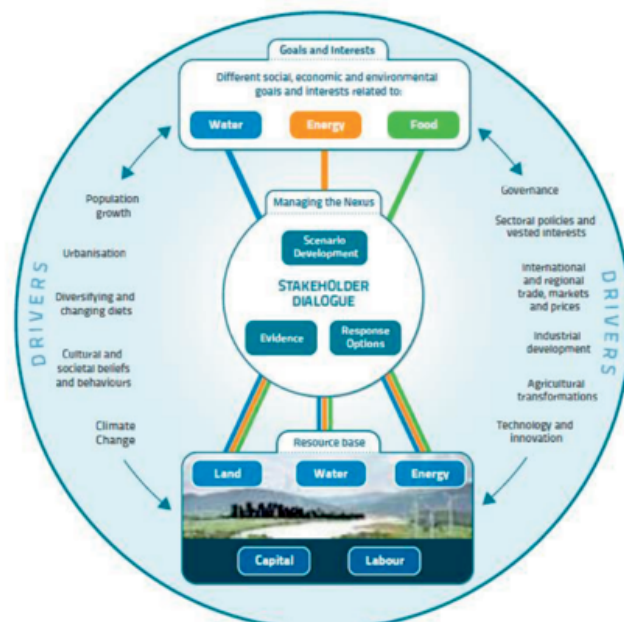 Goals and Interests
Different social, economic and environmental
goals and interests related to:
Water
Energy
Food
Managing the Nexus
Scenario
Development
STAKEHOLDER
DIALOGUE
Evidence
Response
Options
Resource base
Land
Water
Energy
Capital
Labour
DRIVERS
Population
growth
Urbanisation
Diversifying and
changing diets
Cultural and
societal beliefs
and behaviours
Climate
Change
Governance
Sectoral policies and
vested interests
International
and regional
trade, markets
and prices
Industrial
development
Agricultural
transformations
Technology and
innovation
DRIVERS